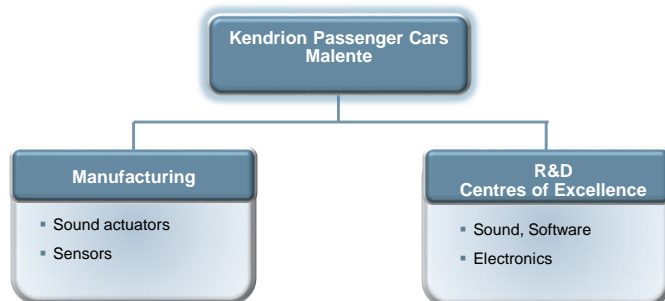 Kendrion Passenger Cars
Malente
Manufacturing
▪ Sound actuators
▪ Sensors
R&D
Centres of Excellence
▪ Sound, Software
▪ Electronics